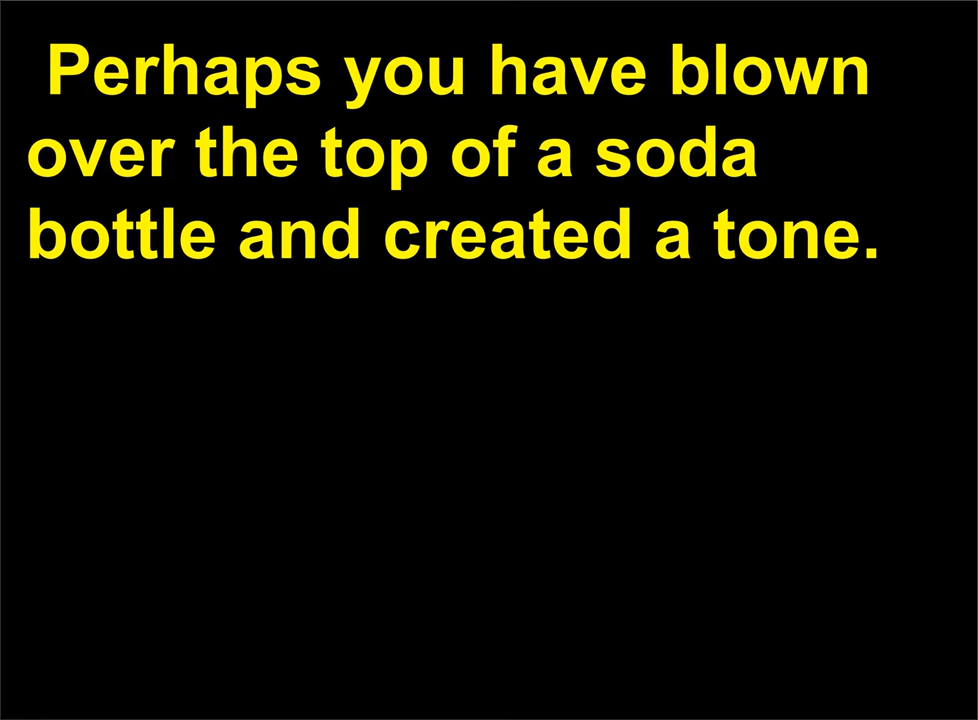 Perhaps you have blown
over the top of a soda
bottle and created a tone.